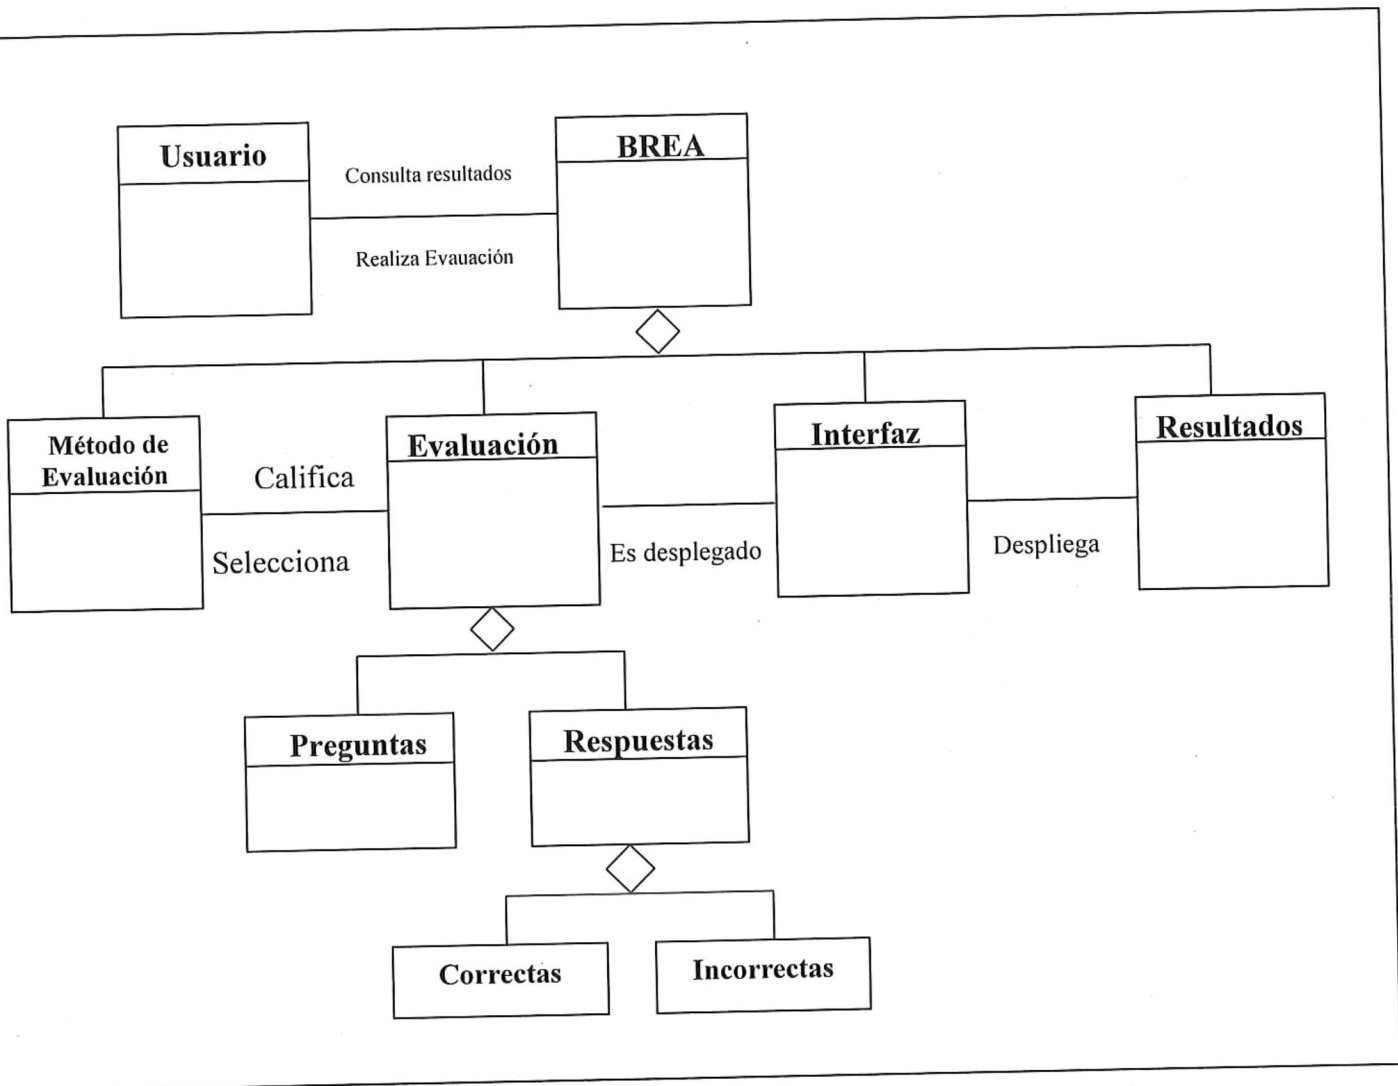 Usuario
BREA
Consulta resultados
Realiza Evauación
Método de
Evaluación
Califica
Selecciona
Evaluación
Es desplegado
Interfaz
Despliega
Resultados
Preguntas
Respuestas
Correctas
Incorrectas